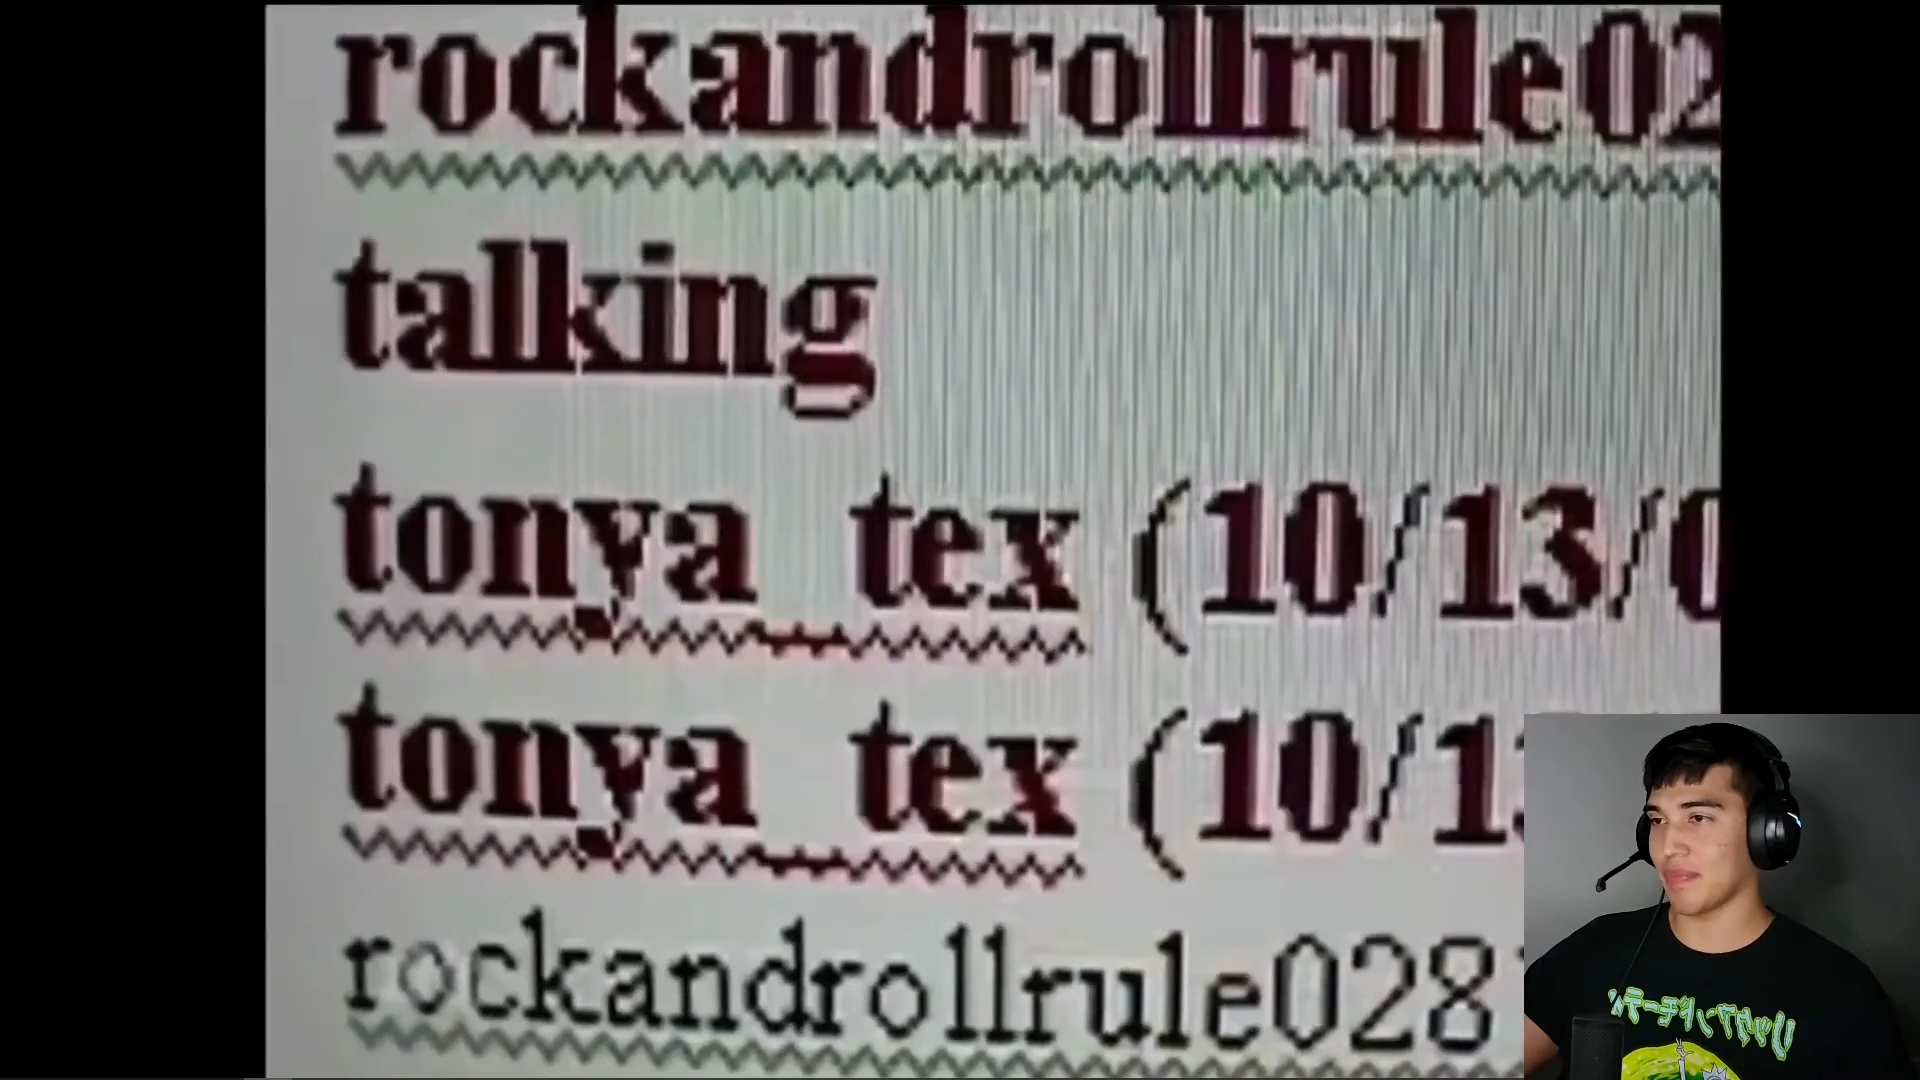 rockandrollrule02
talking
tonya_tex (10/13/0
tonya_tex (10/1
rockandrollrule028